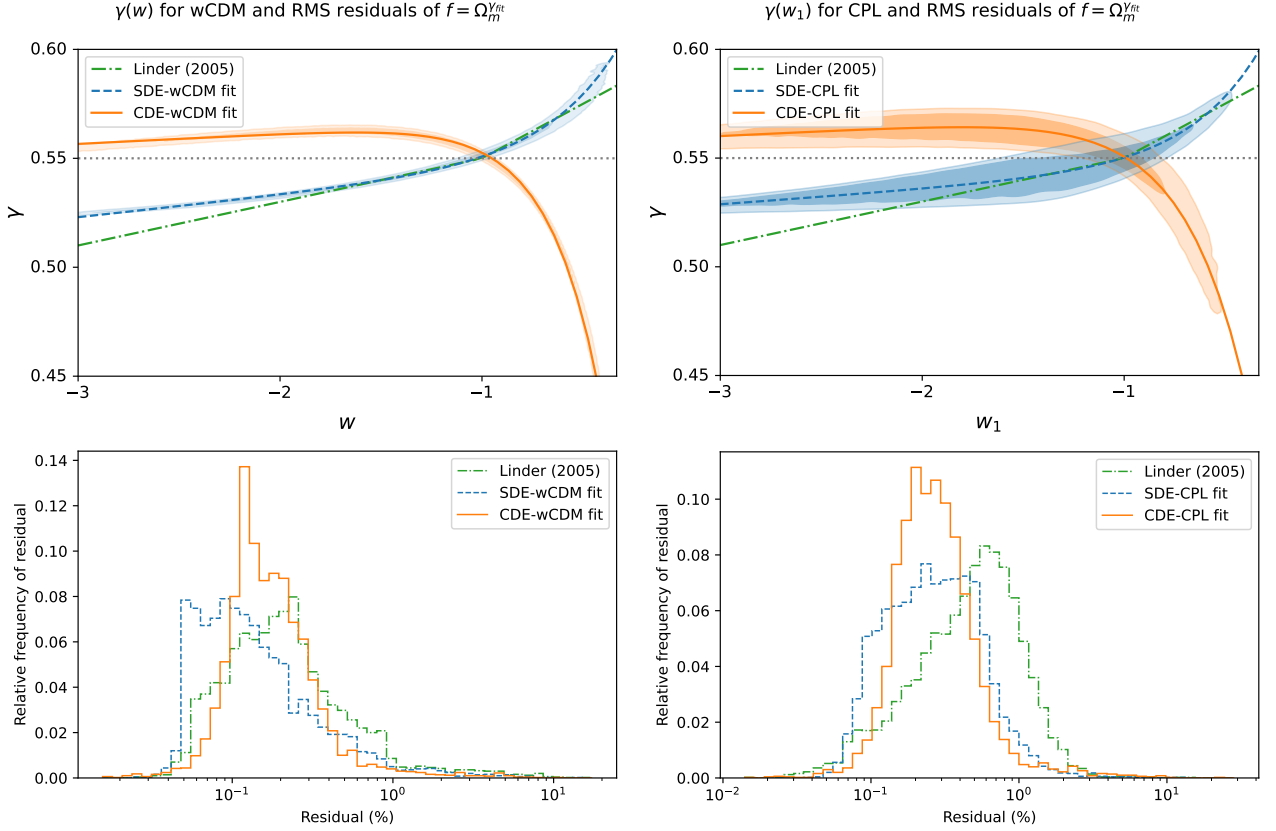 γ(w) for wCDM and RMS residuals of f = Ω_m^{γ_fit}
0.60
0.55
0.50
0.45
γ
Linder (2005)
SDE-wCDM fit
CDE-wCDM fit
−3
−2
−1
w
γ(w₁) for CPL and RMS residuals of f = Ω_m^{γ_fit}
0.60
0.55
0.50
0.45
γ
Linder (2005)
SDE-CPL fit
CDE-CPL fit
−3
−2
−1
w₁
0.14
0.12
0.10
0.08
0.06
0.04
0.02
0.00
Relative frequency of residual
Linder (2005)
SDE-wCDM fit
CDE-wCDM fit
10⁻¹
10⁰
10¹
Residual (%)
0.10
0.08
0.06
0.04
0.02
0.00
Relative frequency of residual
Linder (2005)
SDE-CPL fit
CDE-CPL fit
10⁻²
10⁻¹
10⁰
10¹
Residual (%)